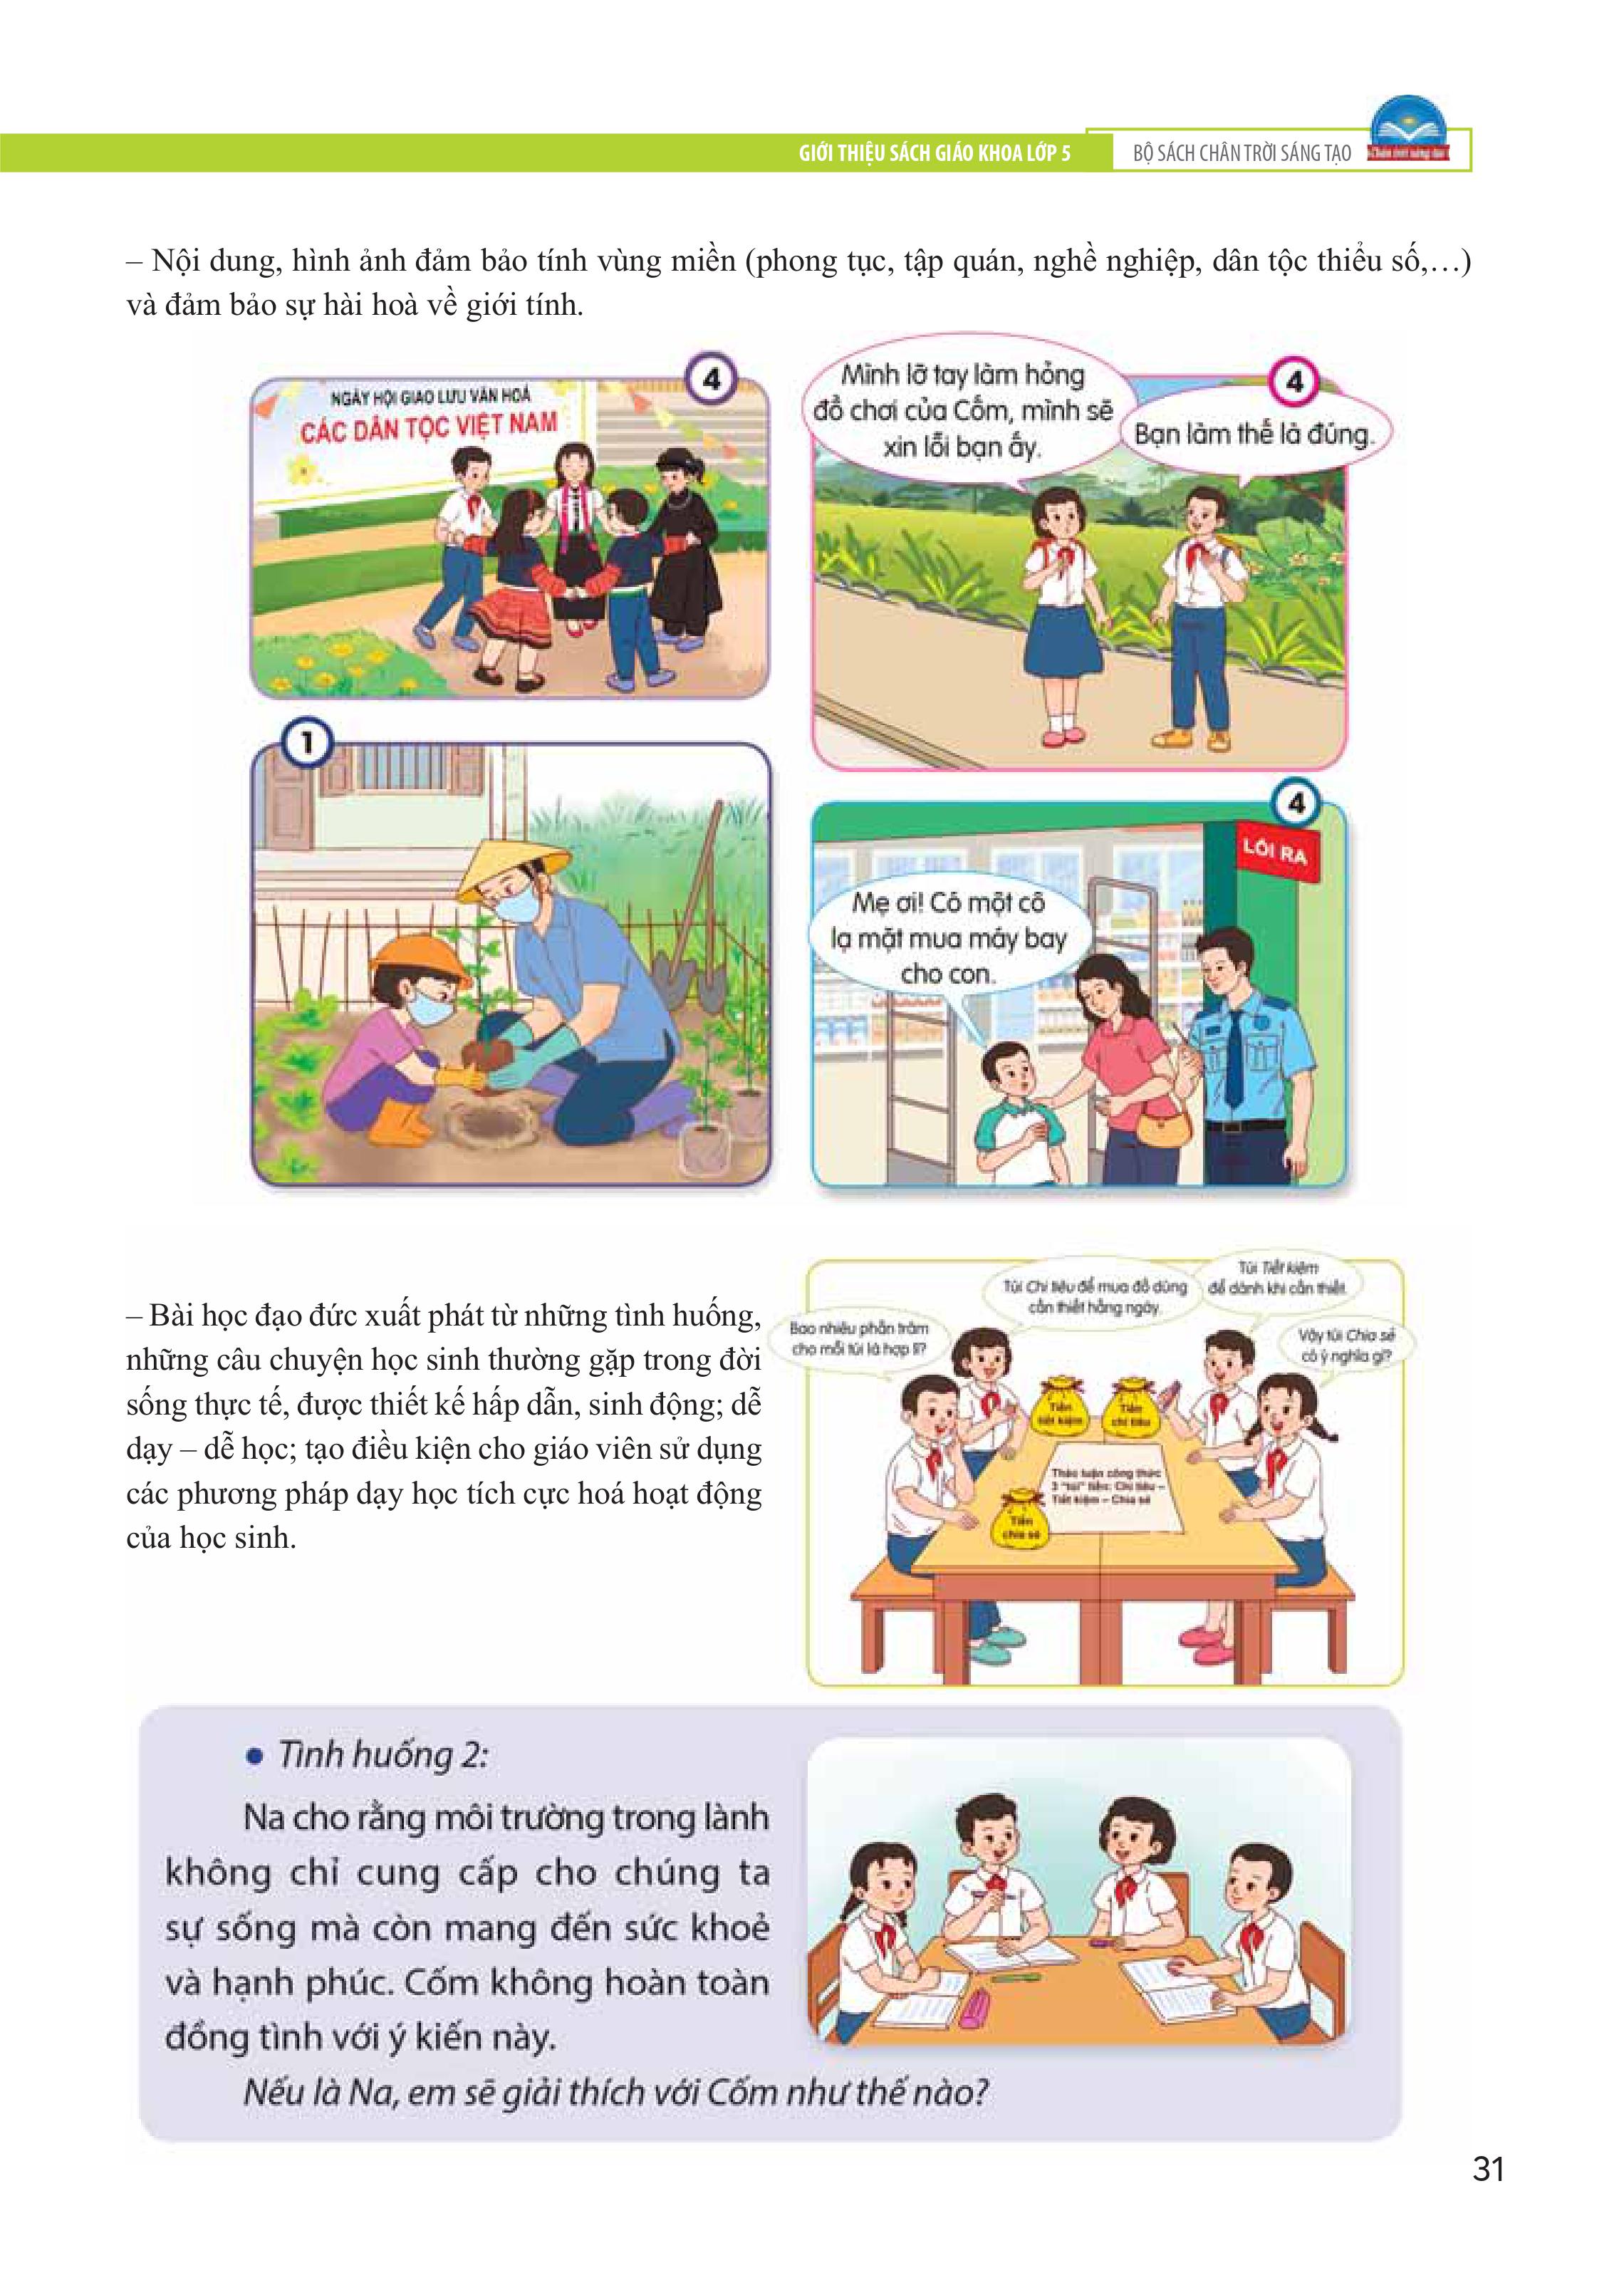 GIỚI THIỆU SÁCH GIÁO KHOA LỚP 5
BỘ SÁCH CHÂN TRỜI SÁNG TẠO
– Nội dung, hình ảnh đảm bảo tính vùng miền (phong tục, tập quán, nghề nghiệp, dân tộc thiểu số,…)
và đảm bảo sự hài hoà về giới tính.
4
NGÀY HỘI GIAO LƯU VĂN HOÁ
CÁC DÂN TỘC VIỆT NAM
4
Mình lỡ tay làm hỏng
đồ chơi của Cốm, mình sẽ
xin lỗi bạn ấy.
Bạn làm thế là đúng.
1
4
LỐI RA
Mẹ ơi! Có một cô
lạ mặt mua máy bay
cho con.
– Bài học đạo đức xuất phát từ những tình huống,
những câu chuyện học sinh thường gặp trong đời
sống thực tế, được thiết kế hấp dẫn, sinh động; dễ
dạy – dễ học; tạo điều kiện cho giáo viên sử dụng
các phương pháp dạy học tích cực hoá hoạt động
của học sinh.
Bao nhiêu phần trăm
cho mỗi túi là hợp lí?
Túi Chi tiêu để mua đồ dùng
cần thiết hằng ngày.
Túi Tiết kiệm
để dành khi cần thiết.
Vậy túi Chia sẻ
có ý nghĩa gì?
Tiền
tiết kiệm
Tiền
chi tiêu
Thảo luận công thức
3 "túi" tiền: Chi tiêu –
Tiết kiệm – Chia sẻ
Tiền
chia sẻ
• Tình huống 2:
Na cho rằng môi trường trong lành
không chỉ cung cấp cho chúng ta
sự sống mà còn mang đến sức khoẻ
và hạnh phúc. Cốm không hoàn toàn
đồng tình với ý kiến này.
Nếu là Na, em sẽ giải thích với Cốm như thế nào?
31